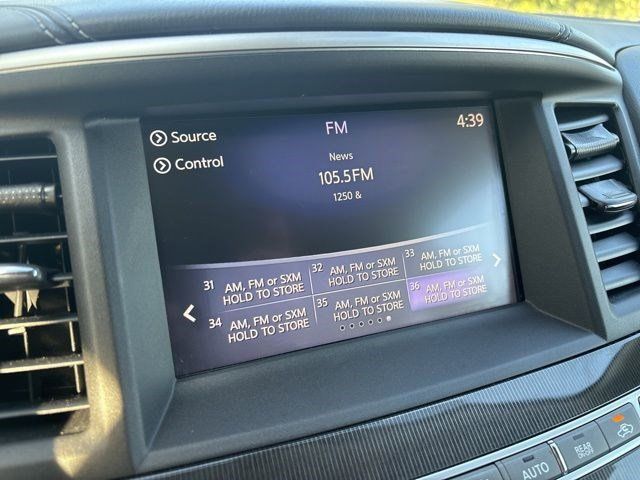 Source
FM
4:39
Control
News
105.5FM
1250 &
31 AM, FM or SXM
HOLD TO STORE
32 AM, FM or SXM
HOLD TO STORE
33 AM, FM or SXM
HOLD TO STORE
34 AM, FM or SXM
HOLD TO STORE
35 AM, FM or SXM
HOLD TO STORE
36 AM, FM or SXM
HOLD TO STORE
AUTO
REAR
ON·OFF